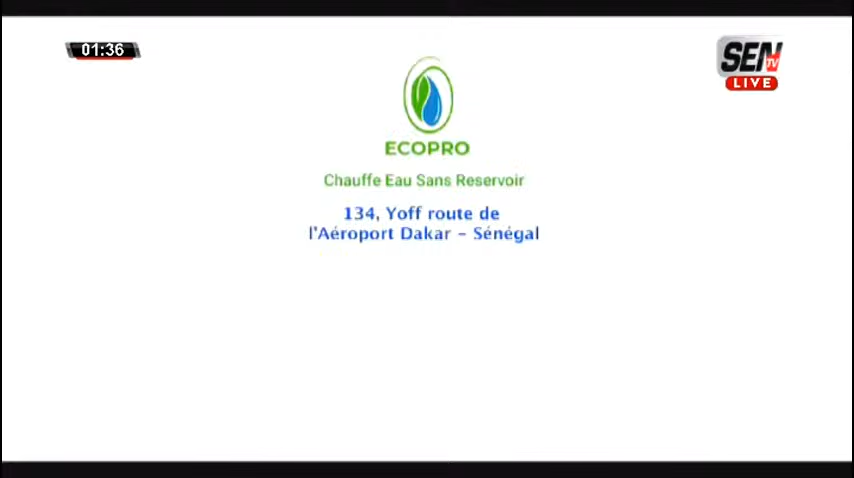 01:36
SEN
TV
LIVE
ECOPRO
Chauffe Eau Sans Reservoir
134, Yoff route de
l'Aéroport Dakar – Sénégal